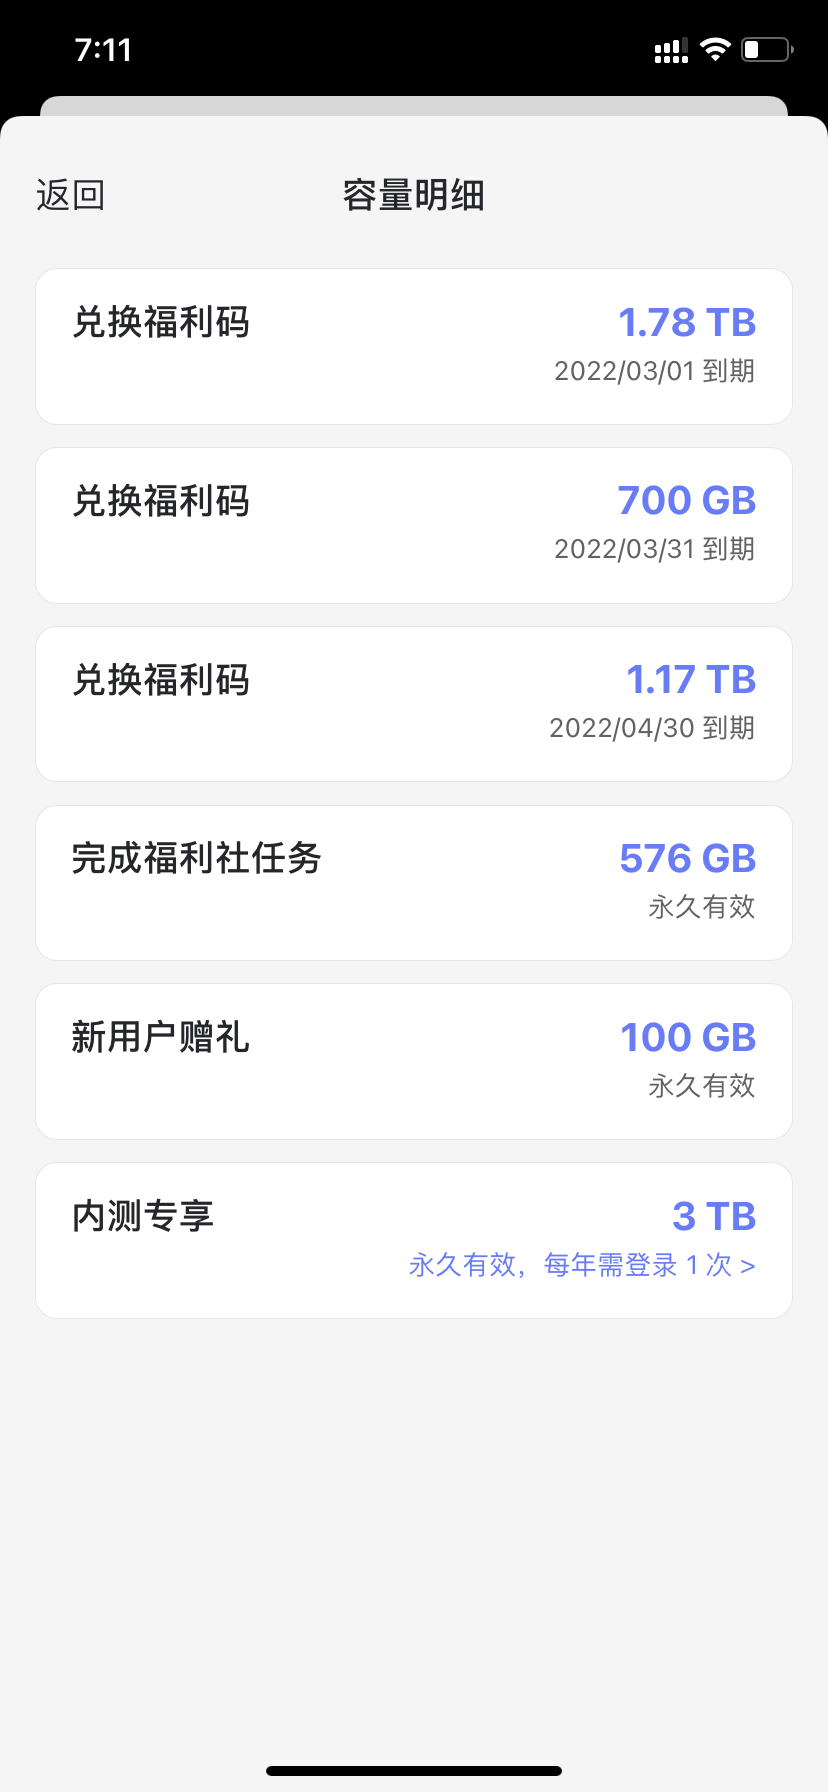 7:11
返回
容量明细
兑换福利码
1.78 TB
2022/03/01 到期
兑换福利码
700 GB
2022/03/31 到期
兑换福利码
1.17 TB
2022/04/30 到期
完成福利社任务
576 GB
永久有效
新用户赠礼
100 GB
永久有效
内测专享
3 TB
永久有效，每年需登录 1 次 >